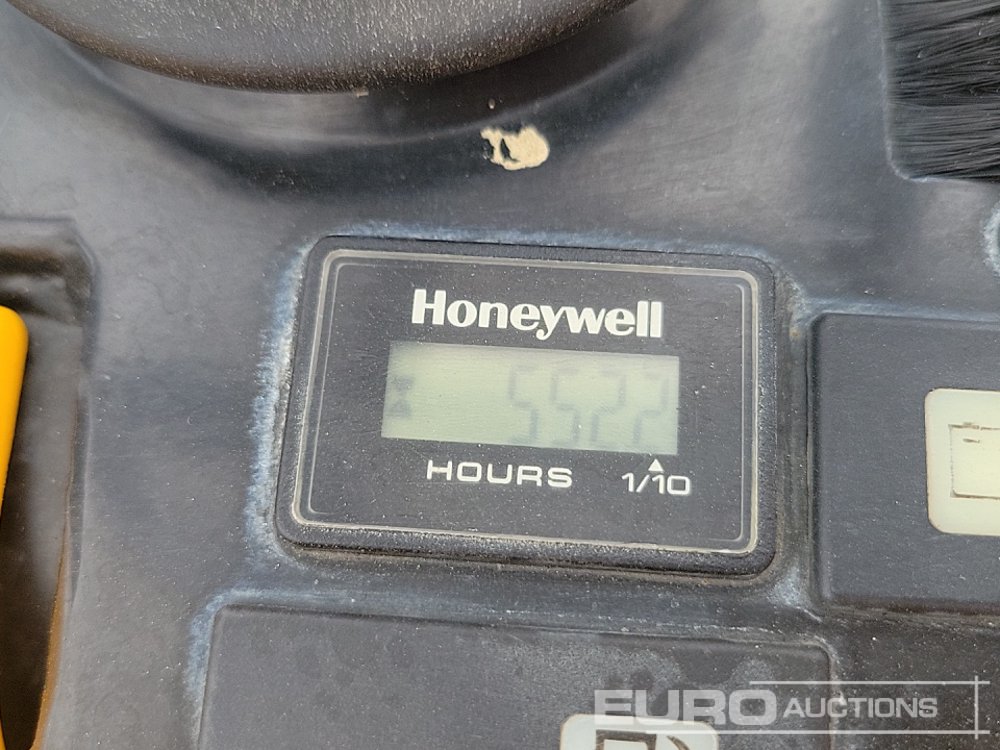 Honeywell
5522
HOURS 1/10
EURO AUCTIONS